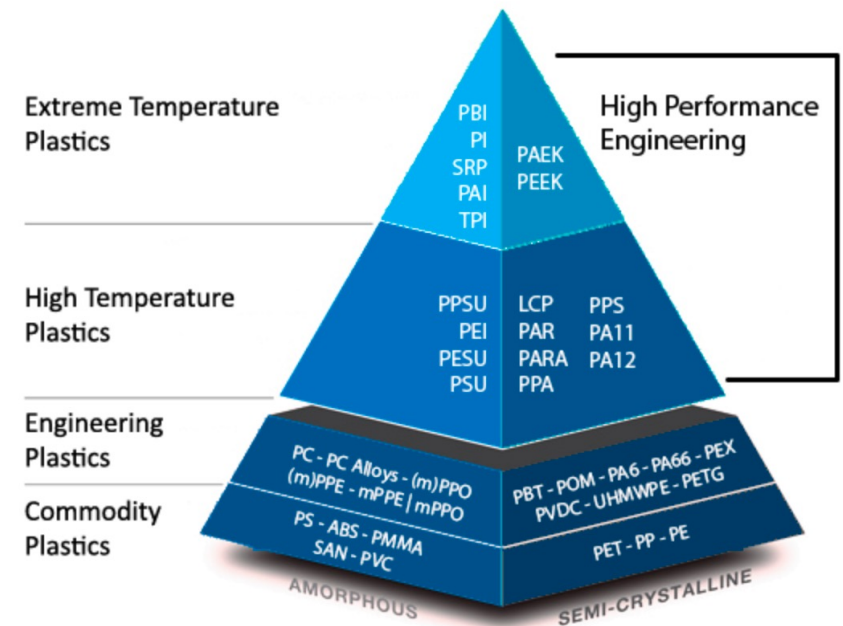 Extreme Temperature
Plastics
PBI
PI
SRP
PAI
TPI
PAEK
PEEK
High Performance
Engineering
High Temperature
Plastics
PPSU
PEI
PESU
PSU
LCP
PAR
PARA
PPA
PPS
PA11
PA12
Engineering
Plastics
PC - PC Alloys - (m)PPO
(m)PPE - mPPE | mPPO
PBT - POM - PA6 - PA66 - PEX
PVDC - UHMWPE - PETG
Commodity
Plastics
PS - ABS - PMMA
SAN - PVC
PET - PP - PE
AMORPHOUS
SEMI-CRYSTALLINE